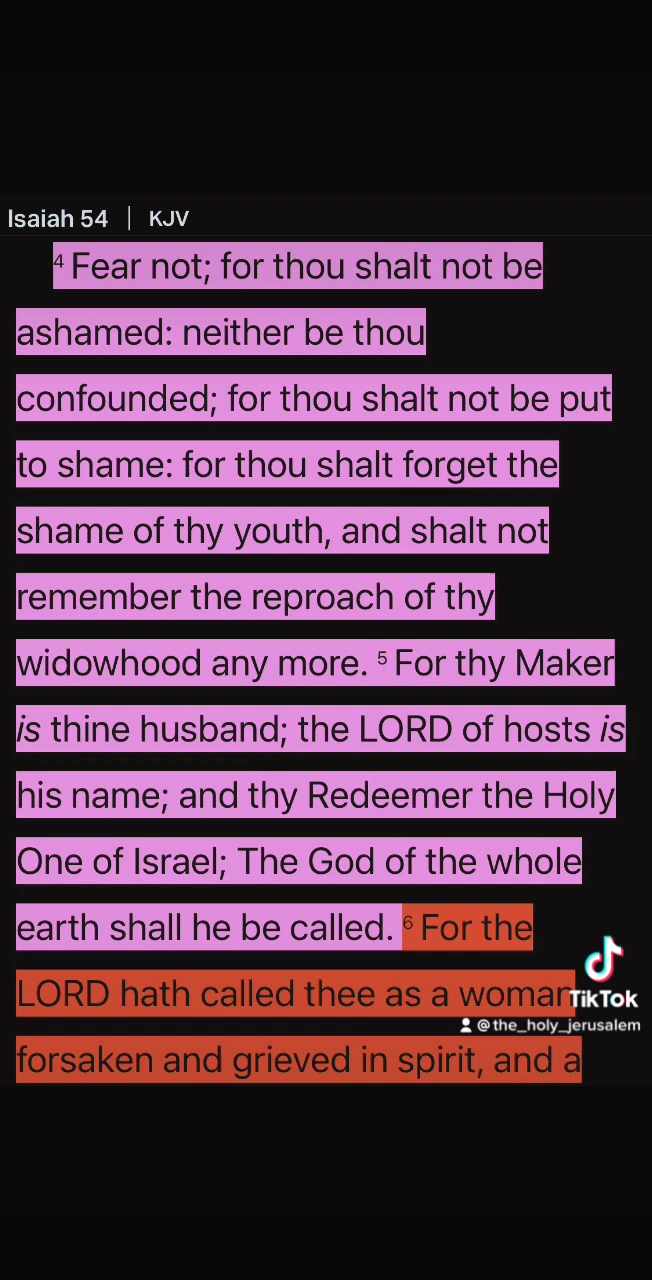 Isaiah 54 | KJV
4 Fear not; for thou shalt not be
ashamed: neither be thou
confounded; for thou shalt not be put
to shame: for thou shalt forget the
shame of thy youth, and shalt not
remember the reproach of thy
widowhood any more. 5 For thy Maker
is thine husband; the LORD of hosts is
his name; and thy Redeemer the Holy
One of Israel; The God of the whole
earth shall he be called. 6 For the
LORD hath called thee as a woman
TikTok
@the_holy_jerusalem
forsaken and grieved in spirit, and a